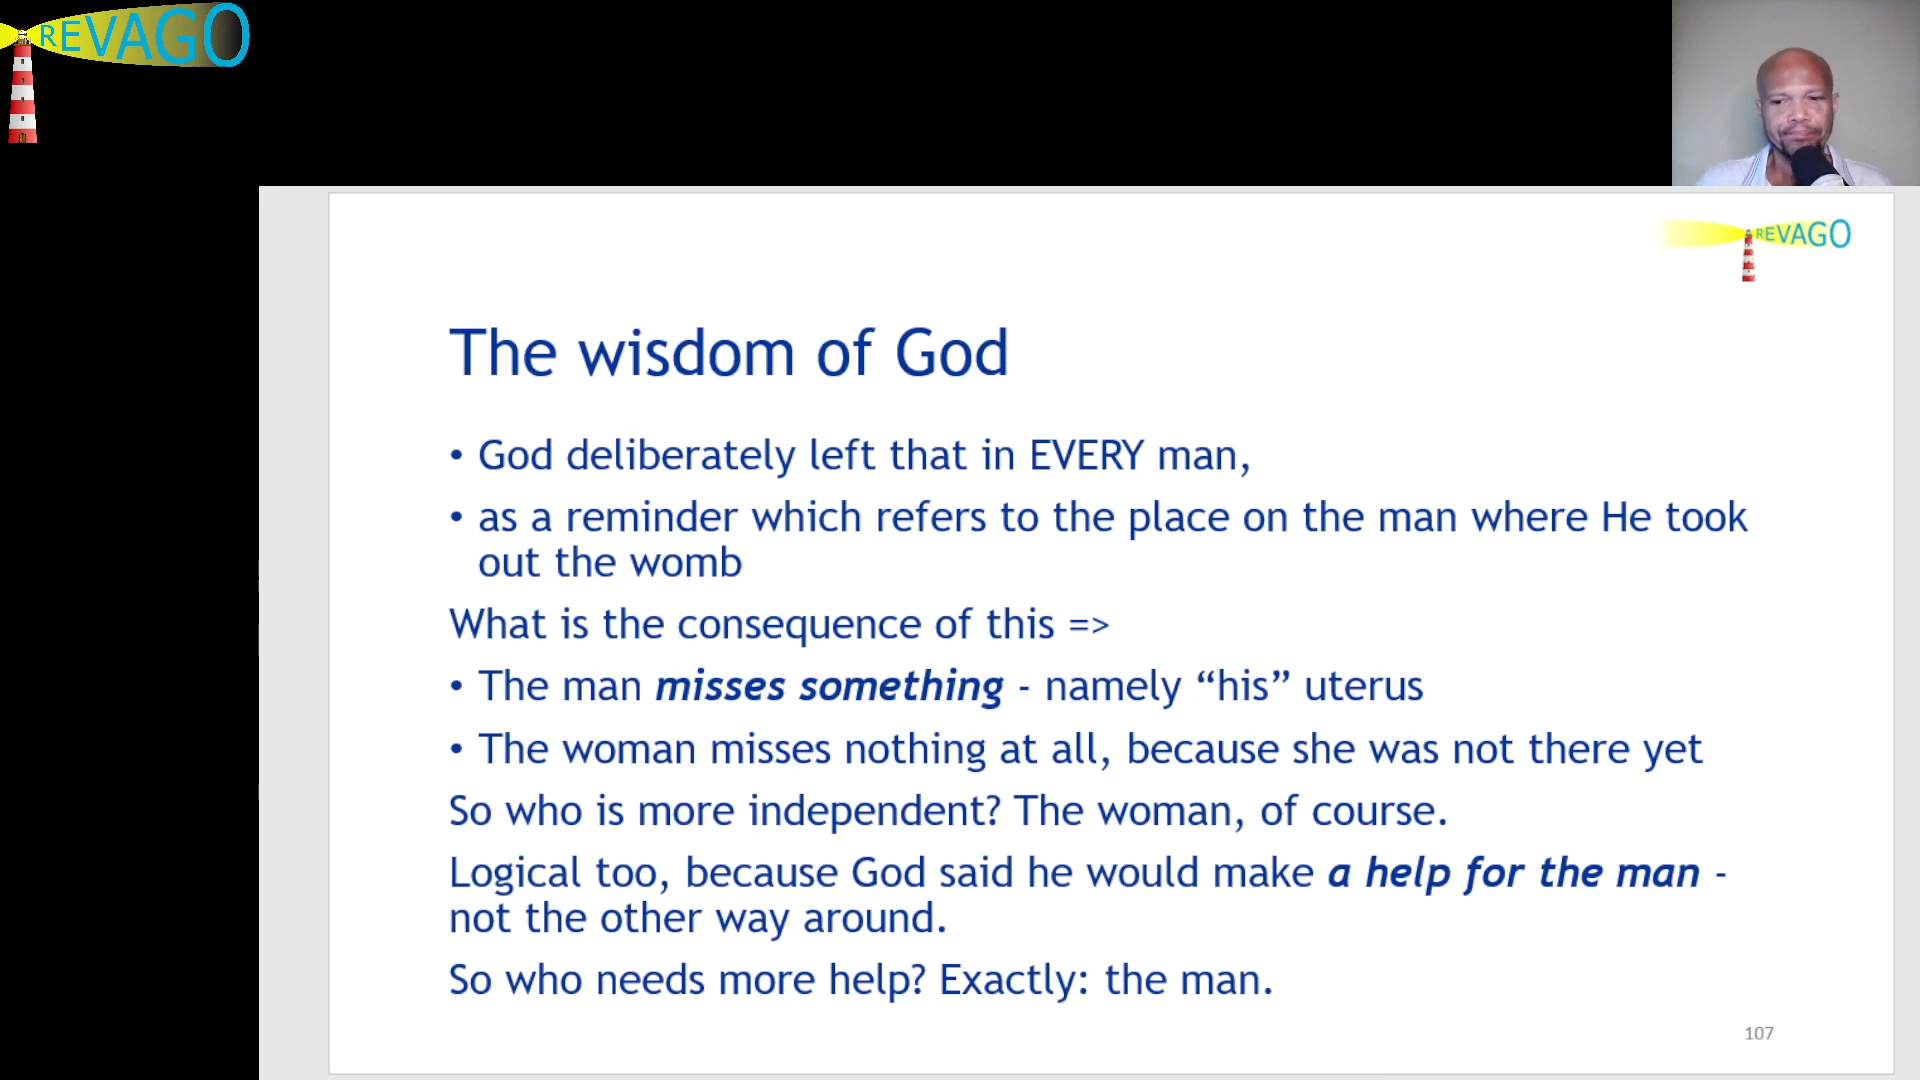 REVAGO
REVAGO
The wisdom of God
• God deliberately left that in EVERY man,
• as a reminder which refers to the place on the man where He took
out the womb
What is the consequence of this =>
• The man misses something - namely “his” uterus
• The woman misses nothing at all, because she was not there yet
So who is more independent? The woman, of course.
Logical too, because God said he would make a help for the man -
not the other way around.
So who needs more help? Exactly: the man.
107